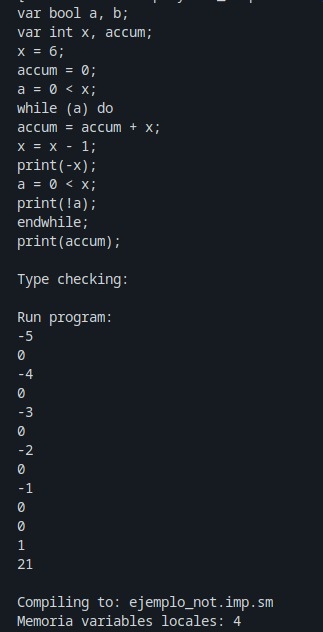 var bool a, b;
var int x, accum;
x = 6;
accum = 0;
a = 0 < x;
while (a) do
accum = accum + x;
x = x - 1;
print(-x);
a = 0 < x;
print(!a);
endwhile;
print(accum);

Type checking:

Run program:
-5
0
-4
0
-3
0
-2
0
-1
0
0
1
21

Compiling to: ejemplo_not.imp.sm
Memoria variables locales: 4